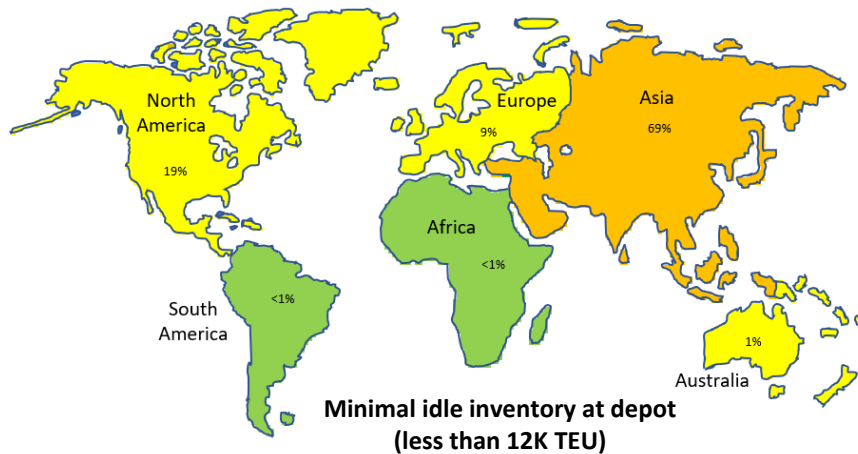 North
America
19%
Europe
9%
Asia
69%
Africa
<1%
South
America
<1%
1%
Australia
Minimal idle inventory at depot
(less than 12K TEU)